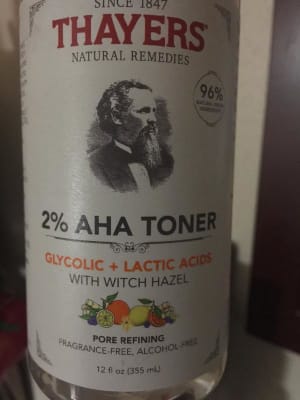 SINCE 1847
THAYERS®
NATURAL REMEDIES
96%
2% AHA TONER
GLYCOLIC + LACTIC ACIDS
WITH WITCH HAZEL
PORE REFINING
FRAGRANCE-FREE, ALCOHOL-FREE
12 fl oz (355 mL)